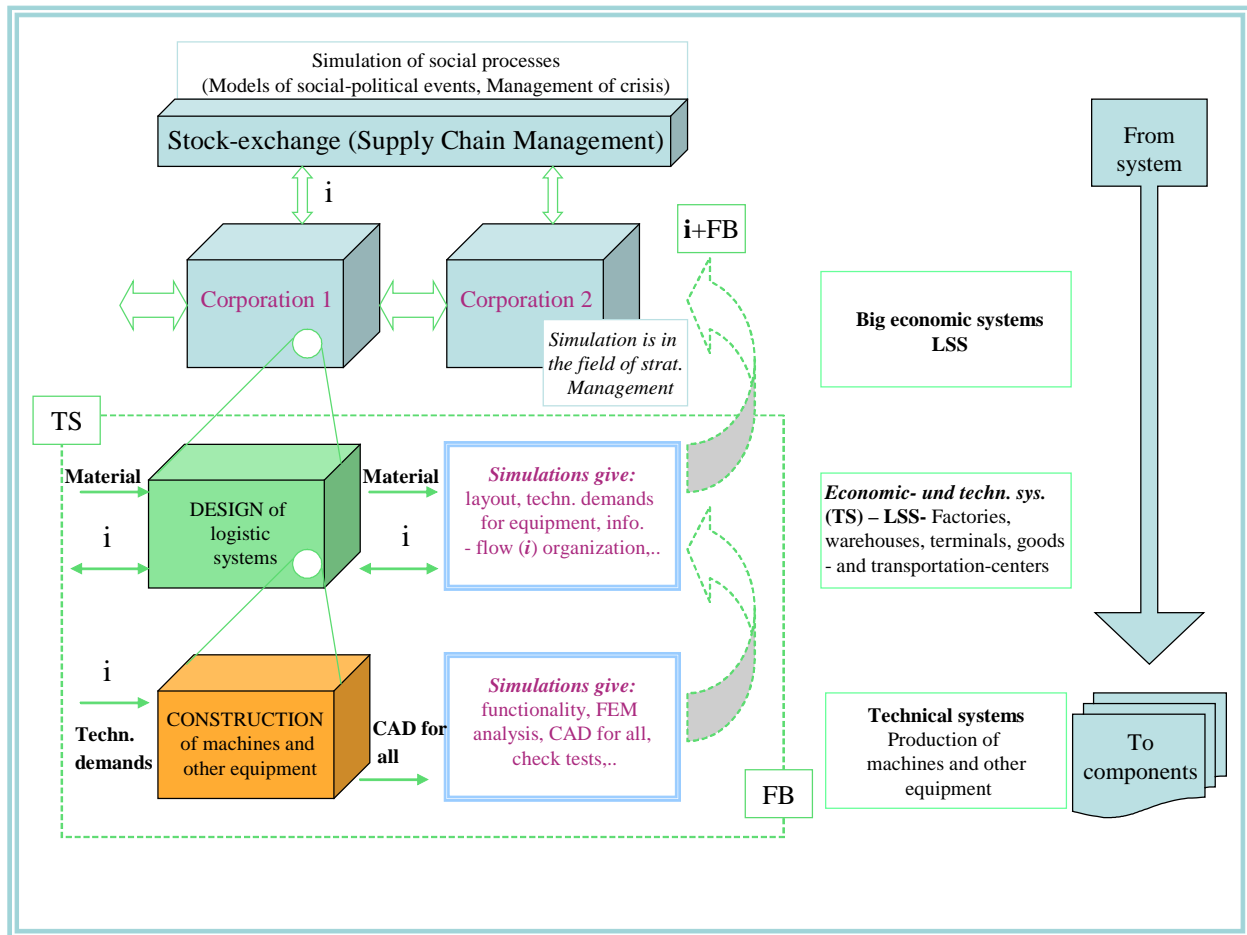 Simulation of social processes
(Models of social-political events, Management of crisis)
Stock-exchange (Supply Chain Management)
From
system
i
i+FB
Corporation 1
Corporation 2
Simulation is in
the field of strat.
Management
Big economic systems
LSS
TS
Material
i
DESIGN of
logistic
systems
Material
i
Simulations give:
layout, techn. demands
for equipment, info.
- flow (i) organization,..
Economic- und techn. sys.
(TS) – LSS- Factories,
warehouses, terminals, goods
- and transportation-centers
i
Techn.
demands
CONSTRUCTION
of machines and
other equipment
CAD for
all
Simulations give:
functionality, FEM
analysis, CAD for all,
check tests,..
FB
Technical systems
Production of
machines and other
equipment
To
components